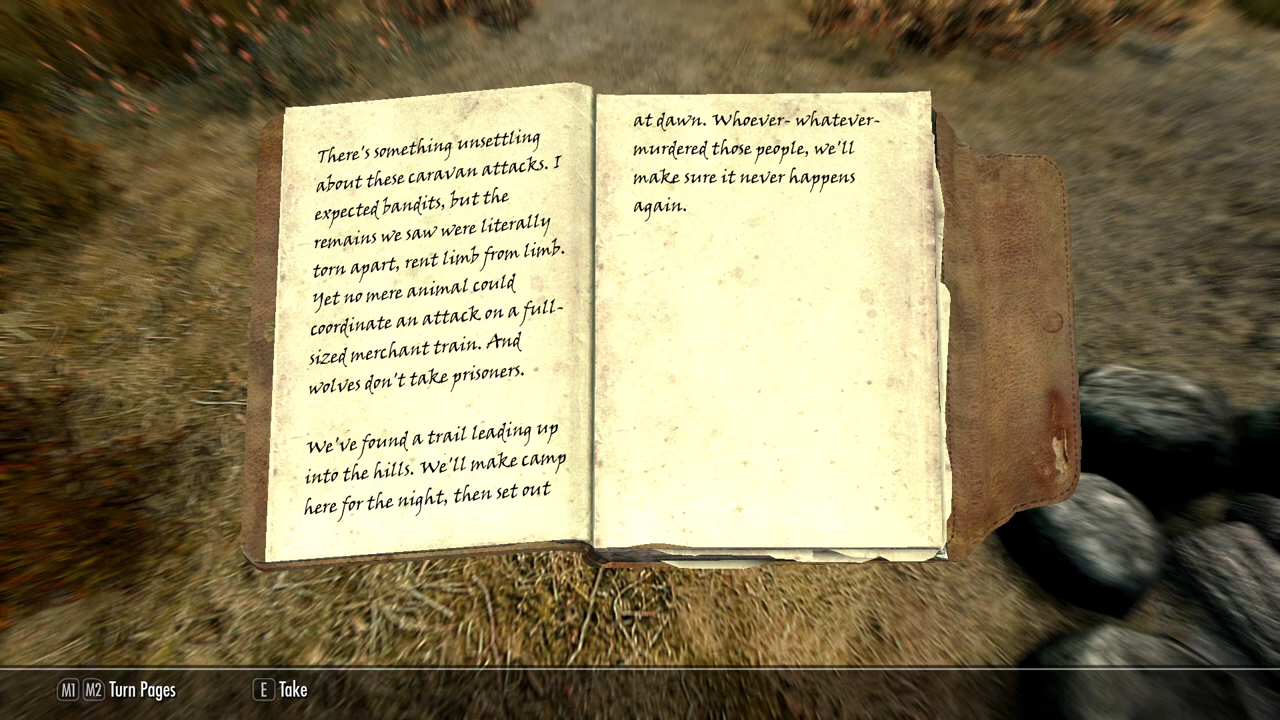 There's something unsettling
about these caravan attacks. I
expected bandits, but the
remains we saw were literally
torn apart, rent limb from limb.
Yet no mere animal could
coordinate an attack on a full-
sized merchant train. And
wolves don't take prisoners.
We've found a trail leading up
into the hills. We'll make camp
here for the night, then set out
at dawn. Whoever- whatever-
murdered those people, we'll
make sure it never happens
again.
M1 M2 Turn Pages
E Take